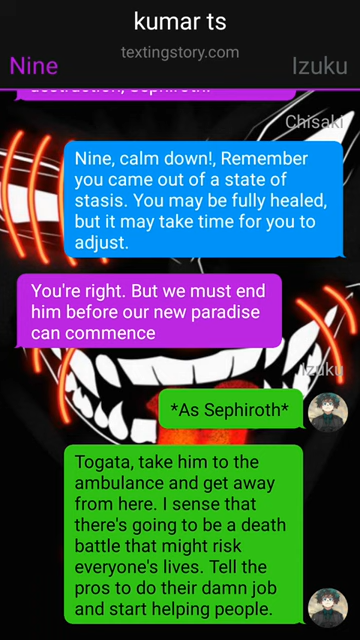 kumar ts
textingstory.com
Nine
Izuku
destruction, Sephiroth.
Chisaki
Nine, calm down!, Remember
you came out of a state of
stasis. You may be fully healed,
but it may take time for you to
adjust.
You're right. But we must end
him before our new paradise
can commence
Izuku
*As Sephiroth*
Togata, take him to the
ambulance and get away
from here. I sense that
there's going to be a death
battle that might risk
everyone's lives. Tell the
pros to do their damn job
and start helping people.